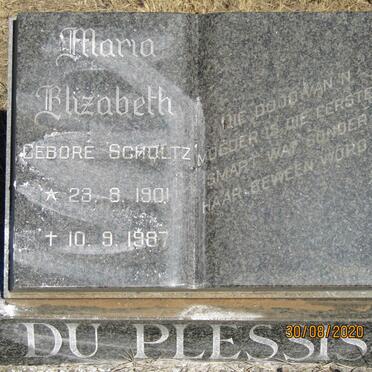 Maria
Elizabeth
GEBORE SCHOLTZ
* 23. 8. 1901
† 10. 9. 1987
DIE DOOD VAN 'N
MOEDER IS DIE EERSTE
SMART WAT SONDER
HAAR BEWEEN WORD
DU PLESSIS
30/08/2020